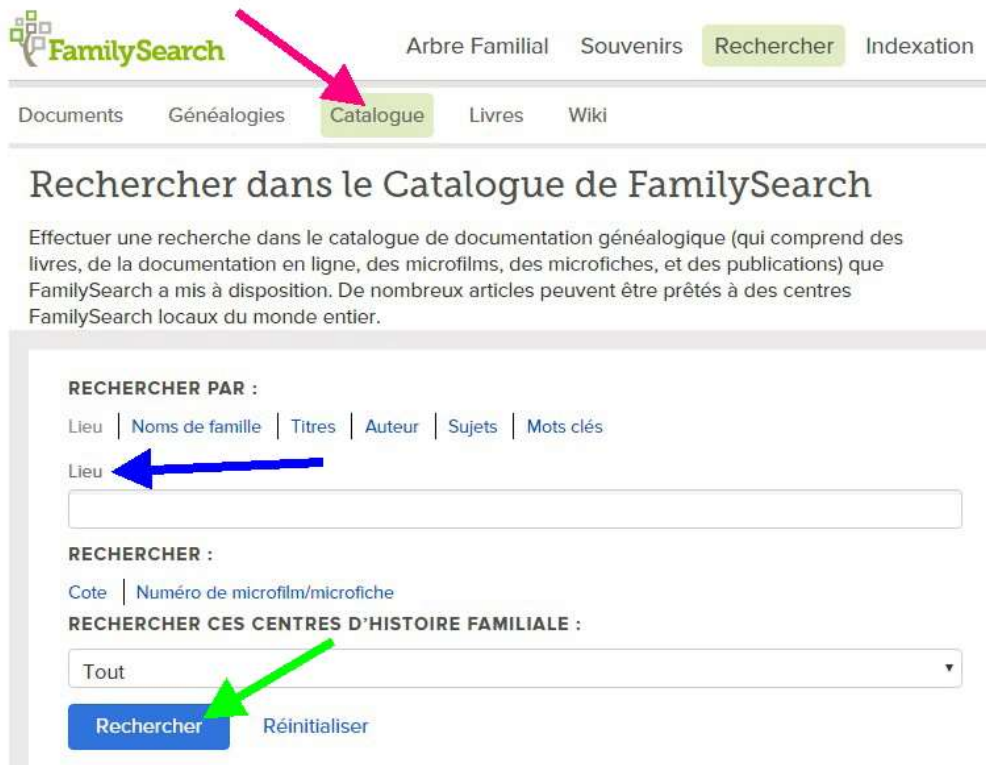 FamilySearch
Arbre Familial Souvenirs Rechercher Indexation
Documents Généalogies Catalogue Livres Wiki
Rechercher dans le Catalogue de FamilySearch
Effectuer une recherche dans le catalogue de documentation généalogique (qui comprend des
livres, de la documentation en ligne, des microfilms, des microfiches, et des publications) que
FamilySearch a mis à disposition. De nombreux articles peuvent être prêtés à des centres
FamilySearch locaux du monde entier.
RECHERCHER PAR :
Lieu | Noms de famille | Titres | Auteur | Sujets | Mots clés
Lieu
RECHERCHER :
Cote | Numéro de microfilm/microfiche
RECHERCHER CES CENTRES D'HISTOIRE FAMILIALE :
Tout
Rechercher Réinitialiser